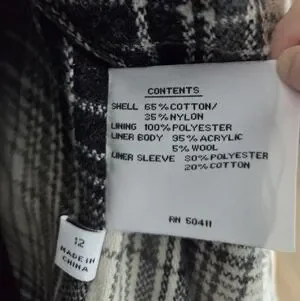 CONTENTS
SHELL 65% COTTON/
35% NYLON
LINING 100% POLYESTER
LINER BODY 95% ACRYLIC
5% WOOL
LINER SLEEVE 80% POLYESTER
20% COTTON
RN 50411
12
MADE IN
CHINA